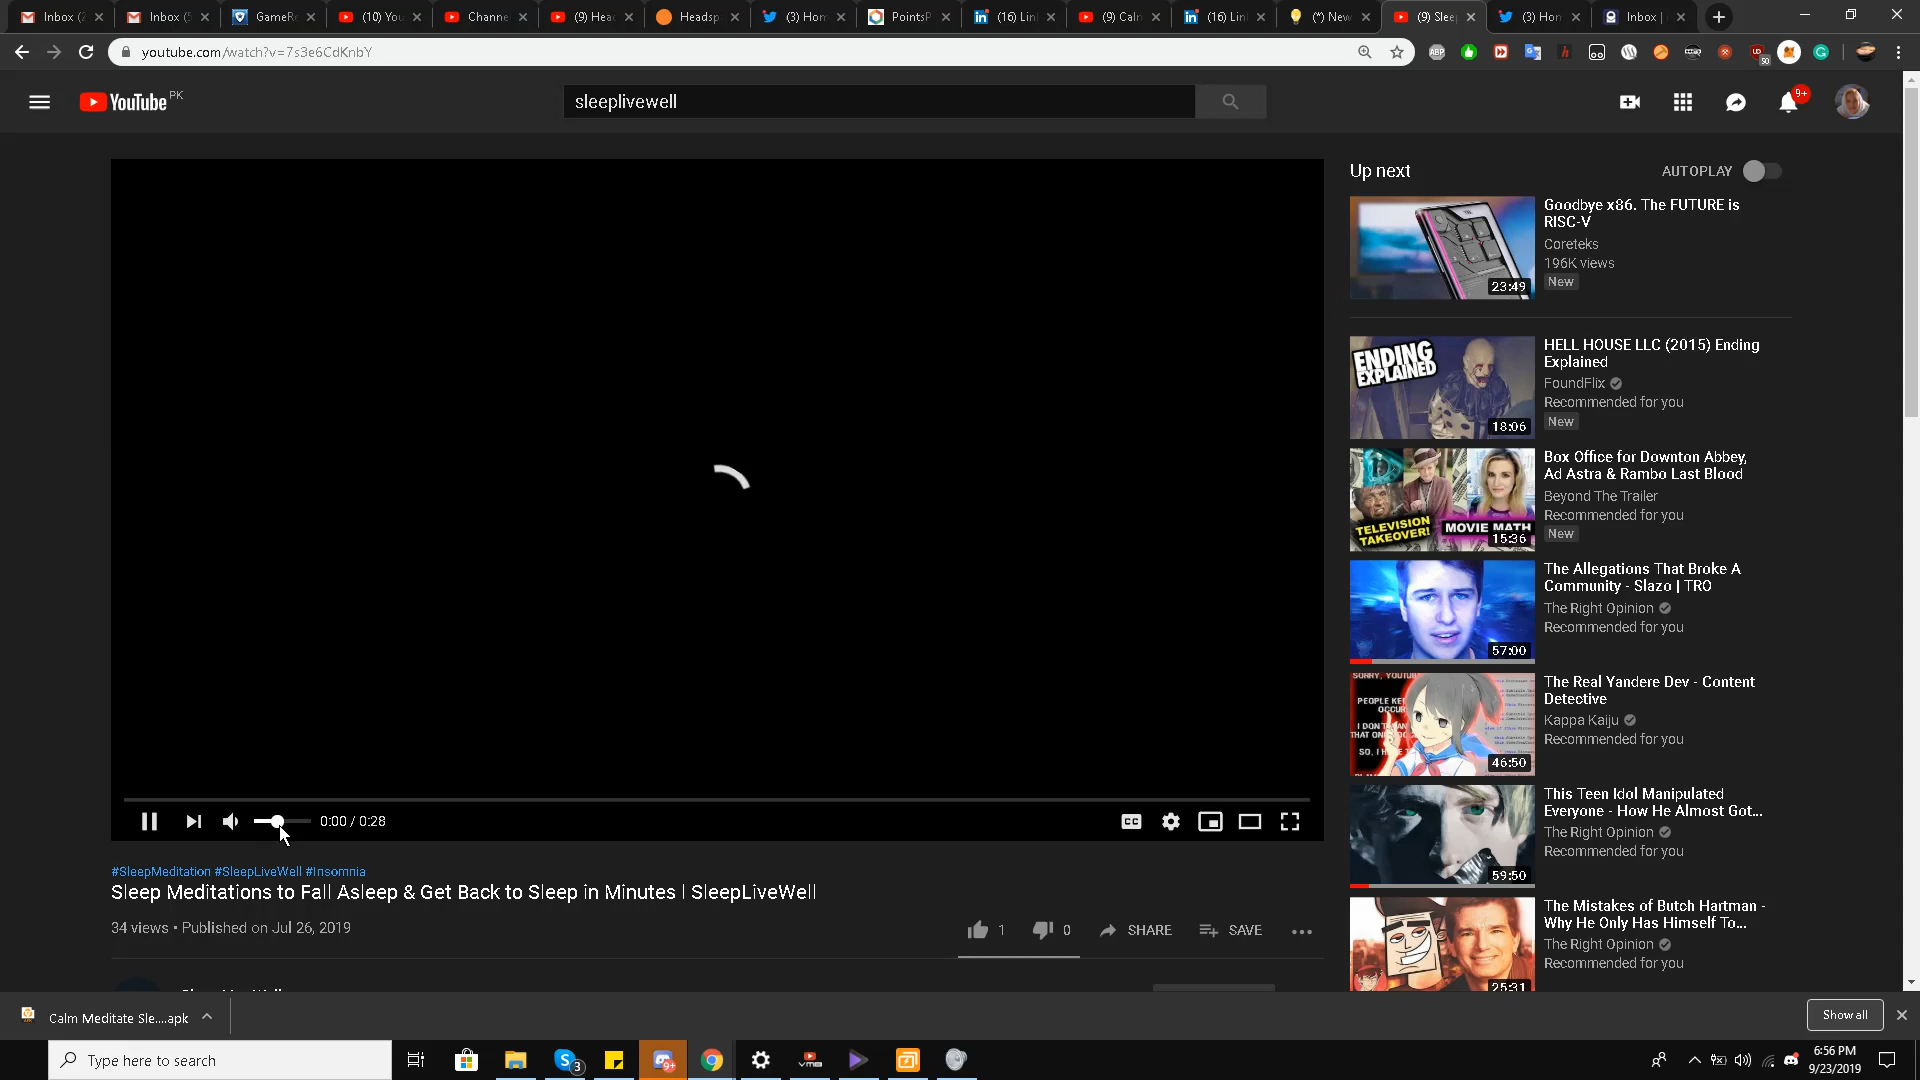 Inbox (2
Inbox (5
GameRe
(10) You
Channe
(9) Head
Headsp
(3) Hom
PointsP
(16) Lin
(9) Calm
(16) Lin
(*) New
(9) Slee
(3) Hom
Inbox |
youtube.com/watch?v=7s3e6CdKnbY
YouTube PK
sleeplivewell
9+
Up next
AUTOPLAY
Goodbye x86. The FUTURE is
RISC-V
Coreteks
196K views
New
23:49
HELL HOUSE LLC (2015) Ending
Explained
FoundFlix
Recommended for you
New
ENDING
EXPLAINED
18:06
Box Office for Downton Abbey,
Ad Astra & Rambo Last Blood
Beyond The Trailer
Recommended for you
New
TELEVISION
TAKEOVER!
MOVIE MATH
15:36
The Allegations That Broke A
Community - Slazo | TRO
The Right Opinion
Recommended for you
57:00
The Real Yandere Dev - Content
Detective
Kappa Kaiju
Recommended for you
46:50
This Teen Idol Manipulated
Everyone - How He Almost Got...
The Right Opinion
Recommended for you
59:50
The Mistakes of Butch Hartman -
Why He Only Has Himself To...
The Right Opinion
Recommended for you
25:31
0:00 / 0:28
CC
#SleepMeditation #SleepLiveWell #Insomnia
Sleep Meditations to Fall Asleep & Get Back to Sleep in Minutes | SleepLiveWell
34 views • Published on Jul 26, 2019
1
0
SHARE
SAVE
Calm Meditate Sle....apk
Show all
Type here to search
6:56 PM
9/23/2019